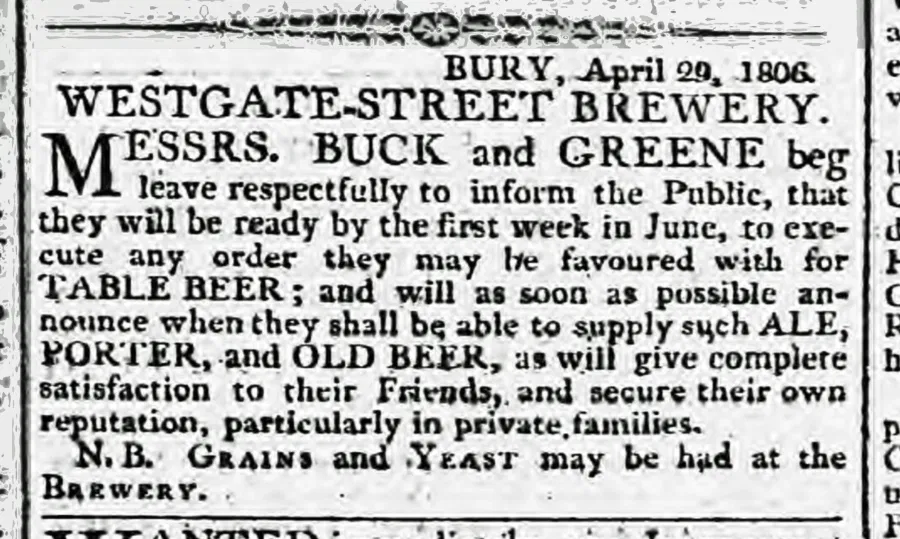 BURY, April 29, 1806.
WESTGATE-STREET BREWERY.
MESSRS. BUCK and GREENE beg
leave respectfully to inform the Public, that
they will be ready by the first week in June, to exe-
cute any order they may be favoured with for
TABLE BEER; and will as soon as possible an-
nounce when they shall be able to supply such ALE,
PORTER, and OLD BEER, as will give complete
satisfaction to their Friends, and secure their own
reputation, particularly in private families.
N. B. GRAINS and YEAST may be had at the
BREWERY.